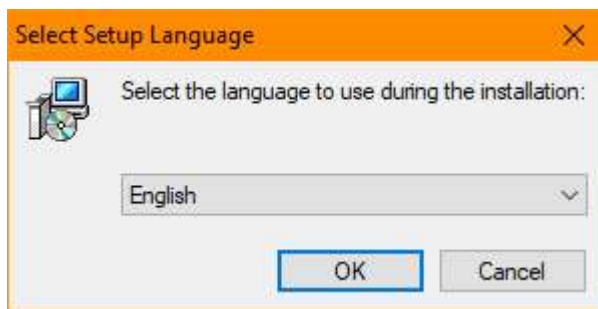 Select Setup Language
Select the language to use during the installation:
English
OK
Cancel